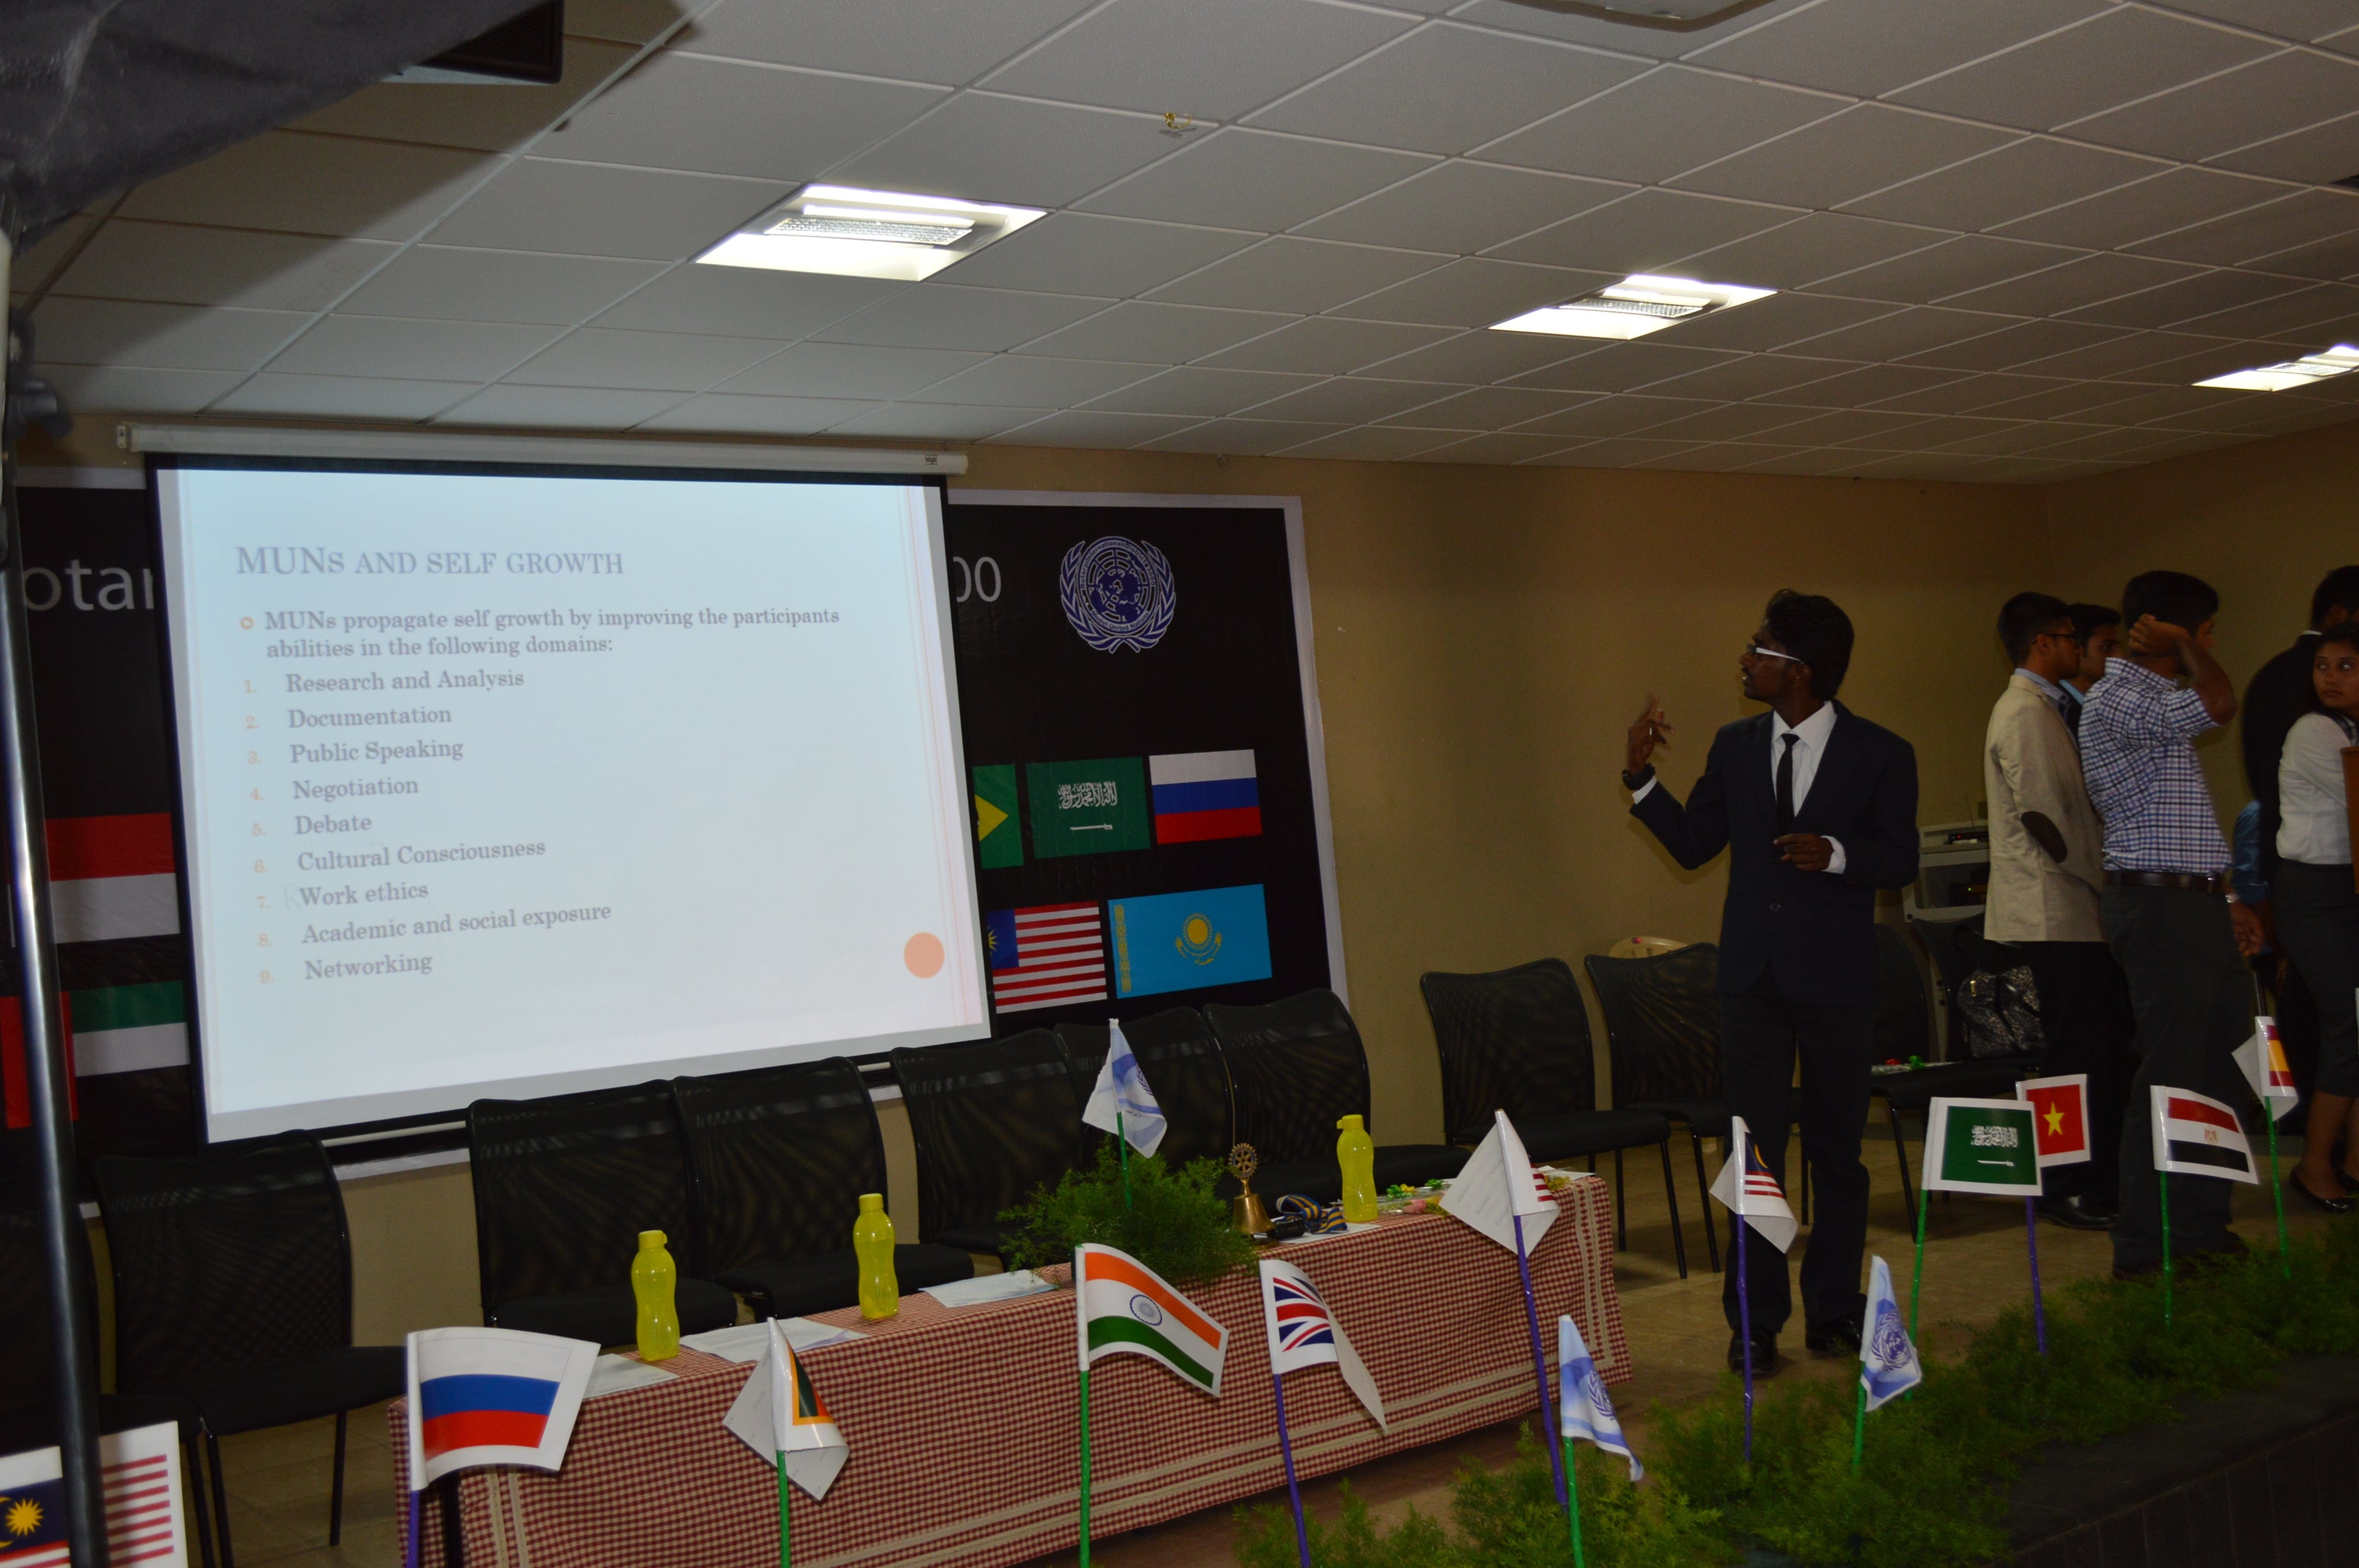 MUNS AND SELF GROWTH
MUNs propagate self growth by improving the participants
abilities in the following domains:
1. Research and Analysis
2. Documentation
3. Public Speaking
4. Negotiation
5. Debate
6. Cultural Consciousness
7. Work ethics
8. Academic and social exposure
9. Networking
otar
00